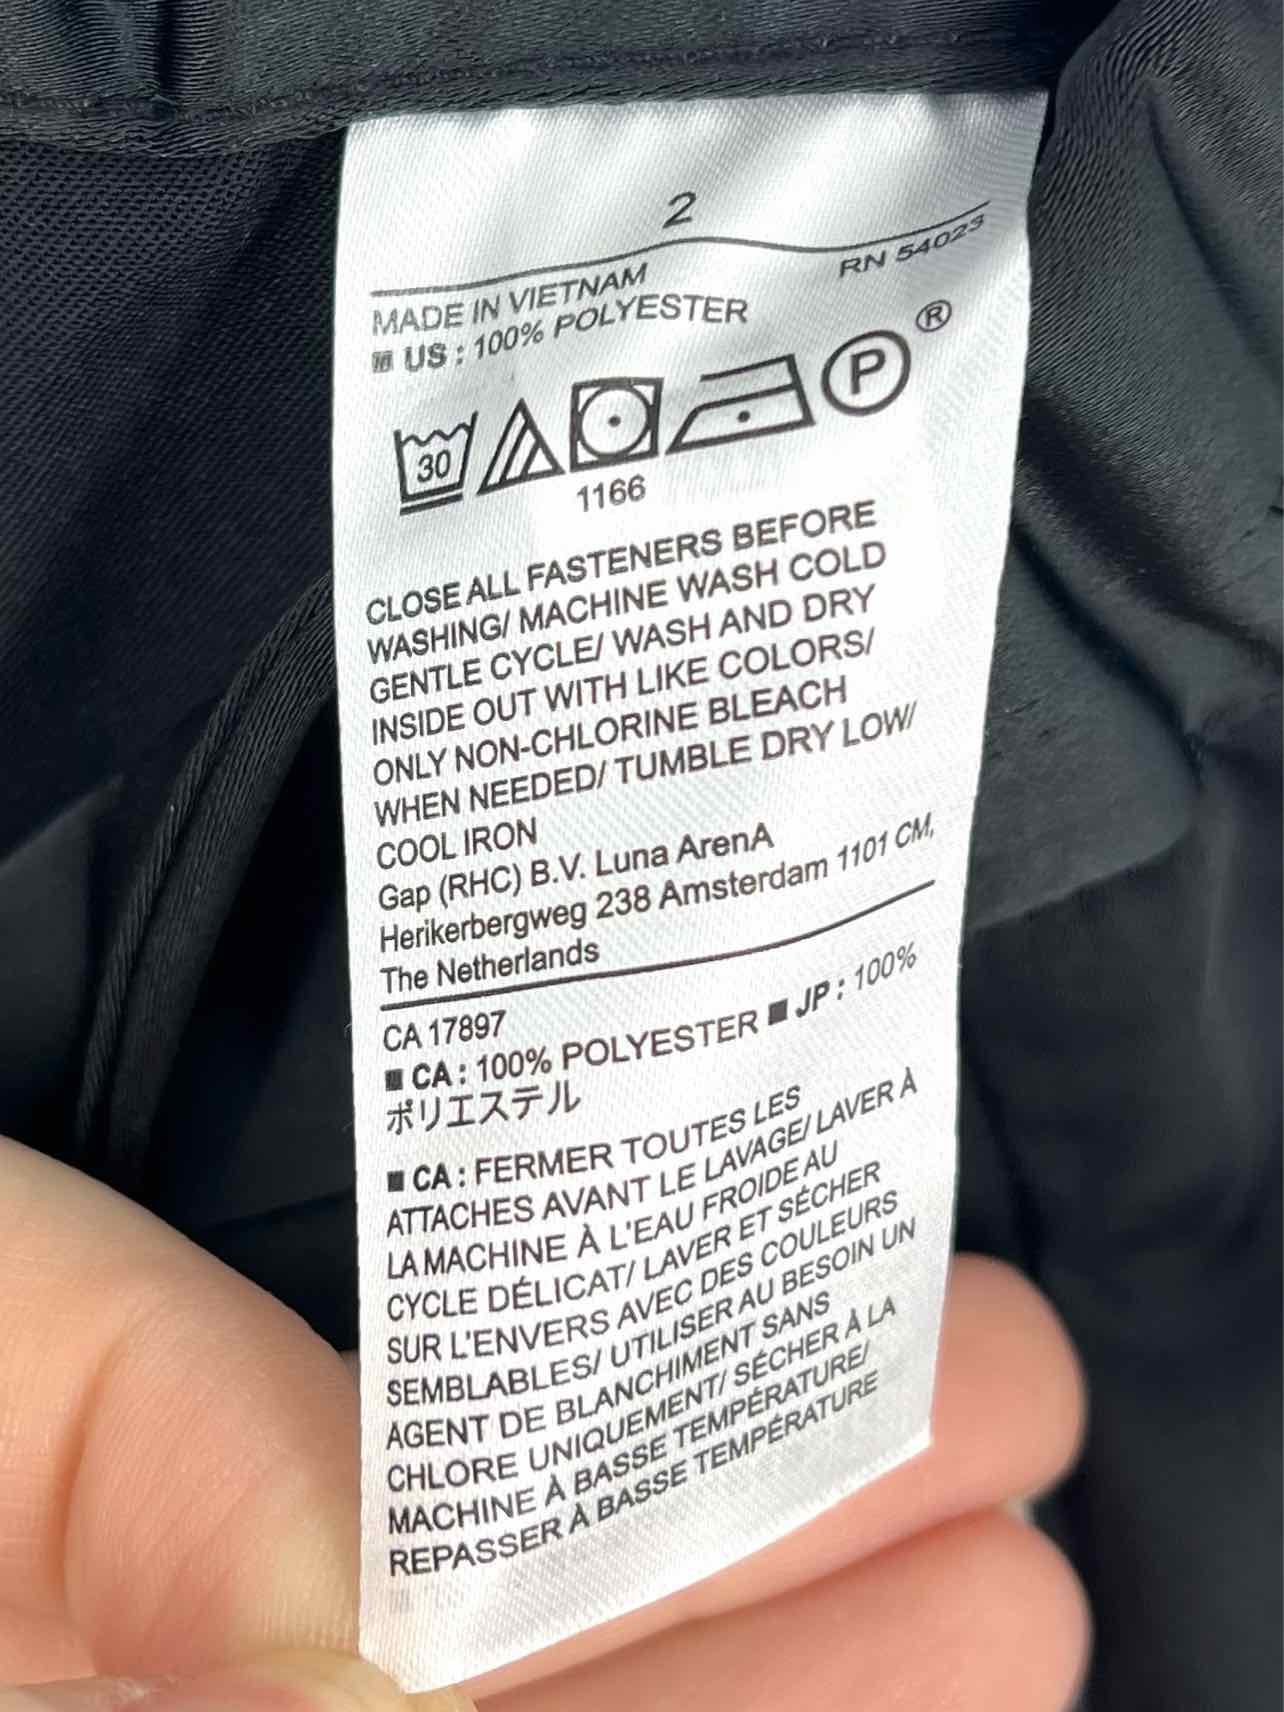 2
RN 54023
MADE IN VIETNAM
■ US : 100% POLYESTER
30
P
®
1166
CLOSE ALL FASTENERS BEFORE
WASHING/ MACHINE WASH COLD
GENTLE CYCLE/ WASH AND DRY
INSIDE OUT WITH LIKE COLORS/
ONLY NON-CHLORINE BLEACH
WHEN NEEDED/ TUMBLE DRY LOW/
COOL IRON
Gap (RHC) B.V. Luna ArenA
Herikerbergweg 238 Amsterdam 1101 CM,
The Netherlands
CA 17897
■ CA : 100% POLYESTER ■ JP : 100%
ポリエステル
■ CA : FERMER TOUTES LES
ATTACHES AVANT LE LAVAGE/ LAVER À
LA MACHINE À L'EAU FROIDE AU
CYCLE DÉLICAT/ LAVER ET SÉCHER
SUR L'ENVERS AVEC DES COULEURS
SEMBLABLES/ UTILISER AU BESOIN UN
AGENT DE BLANCHIMENT SANS
CHLORE UNIQUEMENT/ SÉCHER À LA
MACHINE À BASSE TEMPÉRATURE/
REPASSER À BASSE TEMPÉRATURE